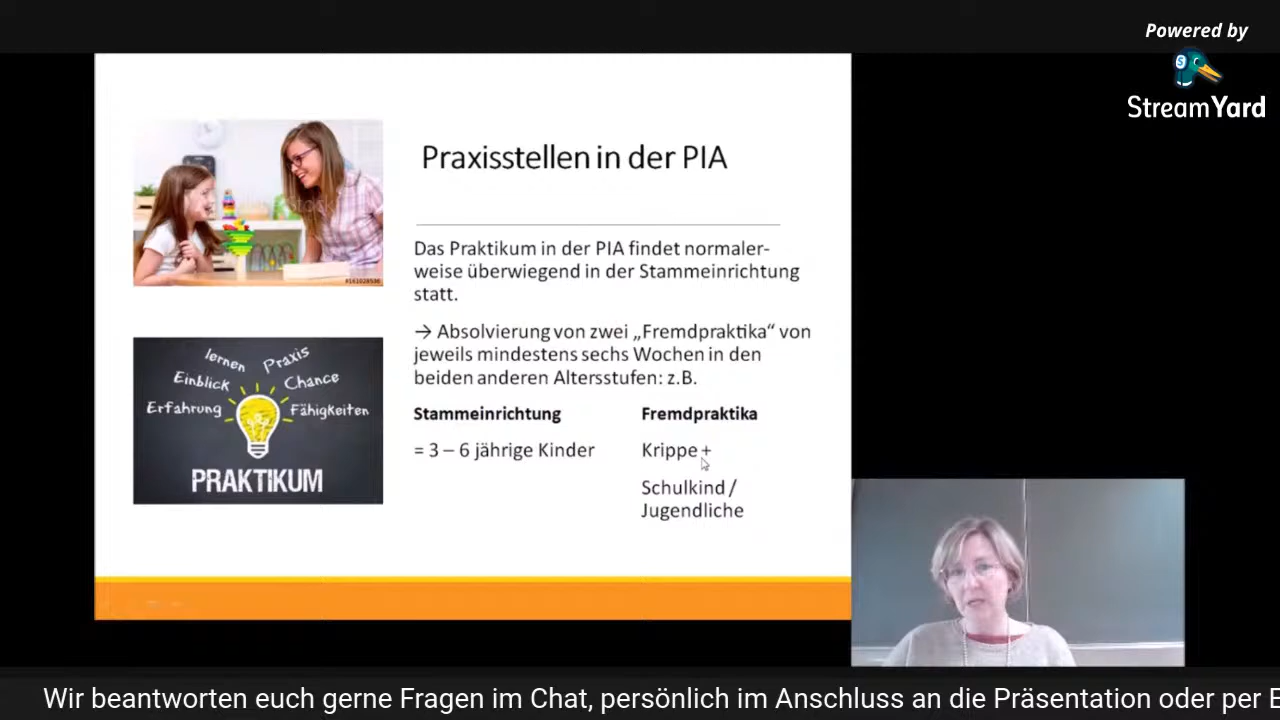 Powered by
StreamYard
Praxisstellen in der PIA
#161028536
Das Praktikum in der PIA findet normaler-
weise überwiegend in der Stammeinrichtung
statt.
→ Absolvierung von zwei „Fremdpraktika“ von
jeweils mindestens sechs Wochen in den
beiden anderen Altersstufen: z.B.
lernen Praxis
Einblick Chance
Erfahrung Fähigkeiten
PRAKTIKUM
Stammeinrichtung Fremdpraktika
= 3 – 6 jährige Kinder Krippe +
Schulkind /
Jugendliche
Wir beantworten euch gerne Fragen im Chat, persönlich im Anschluss an die Präsentation oder per E